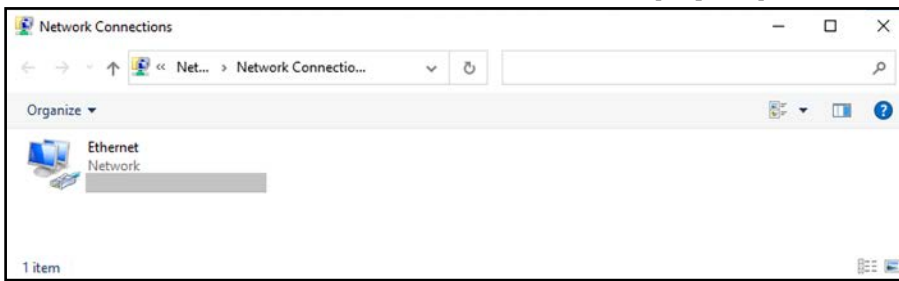 Network Connections
« Net... › Network Connectio...
Organize
Ethernet
Network
1 item